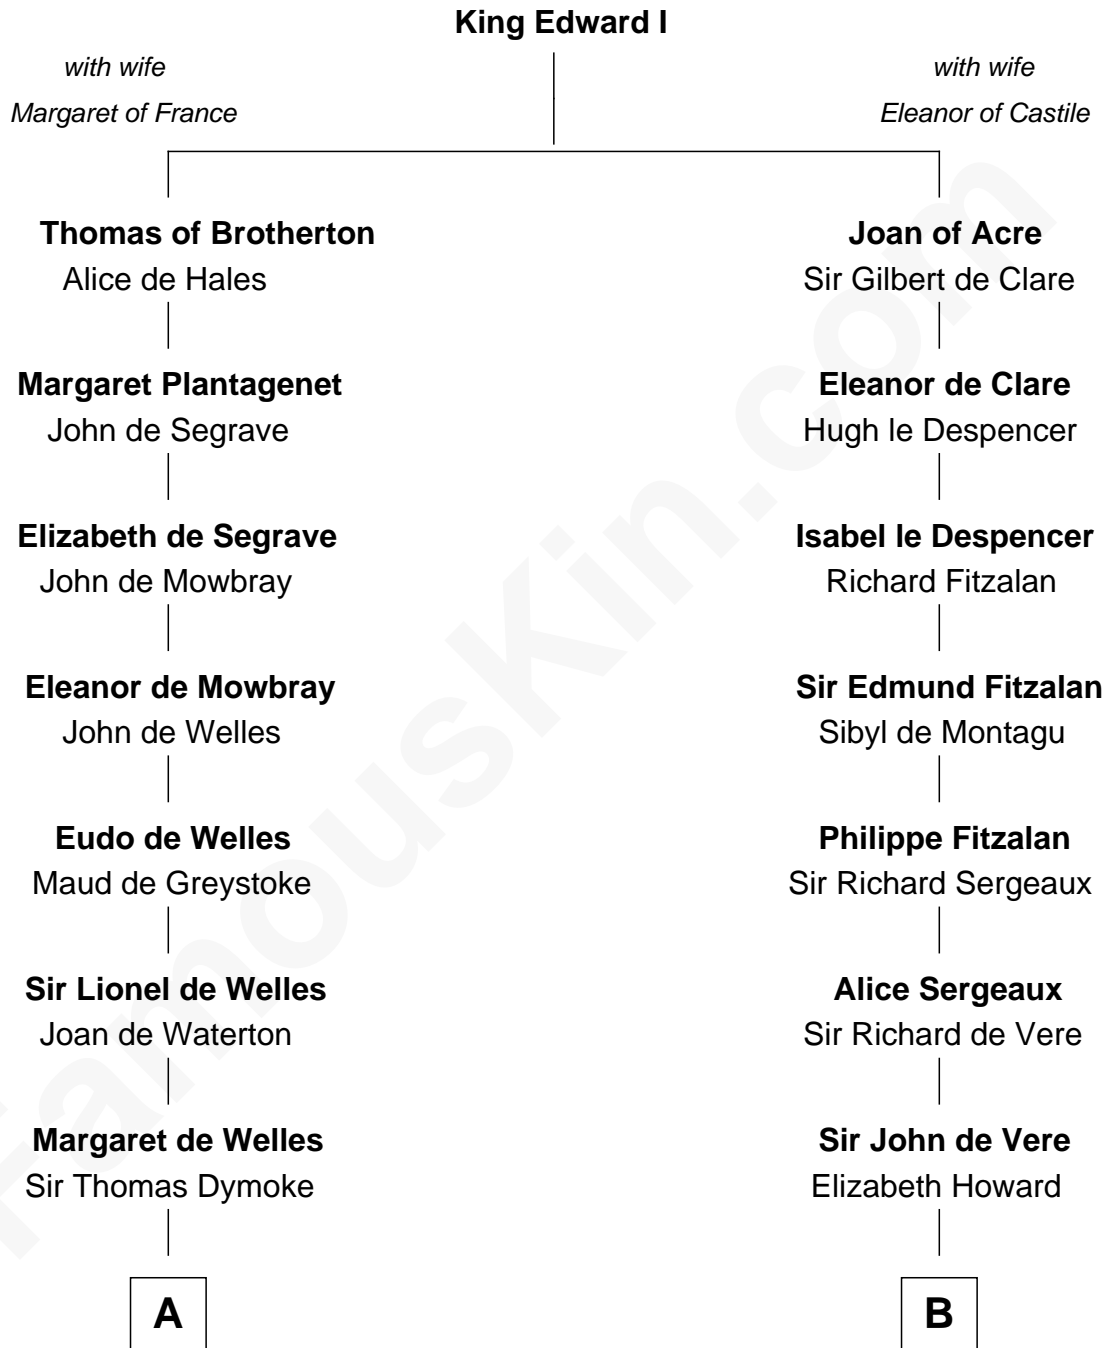 King Edward I
with wife
Margaret of France
with wife
Eleanor of Castile
Thomas of Brotherton
Alice de Hales
Joan of Acre
Sir Gilbert de Clare
Margaret Plantagenet
John de Segrave
Eleanor de Clare
Hugh le Despencer
Elizabeth de Segrave
John de Mowbray
Isabel le Despencer
Richard Fitzalan
Eleanor de Mowbray
John de Welles
Sir Edmund Fitzalan
Sibyl de Montagu
Eudo de Welles
Maud de Greystoke
Philippe Fitzalan
Sir Richard Sergeaux
Sir Lionel de Welles
Joan de Waterton
Alice Sergeaux
Sir Richard de Vere
Margaret de Welles
Sir Thomas Dymoke
Sir John de Vere
Elizabeth Howard
A
B
FamousKin.com